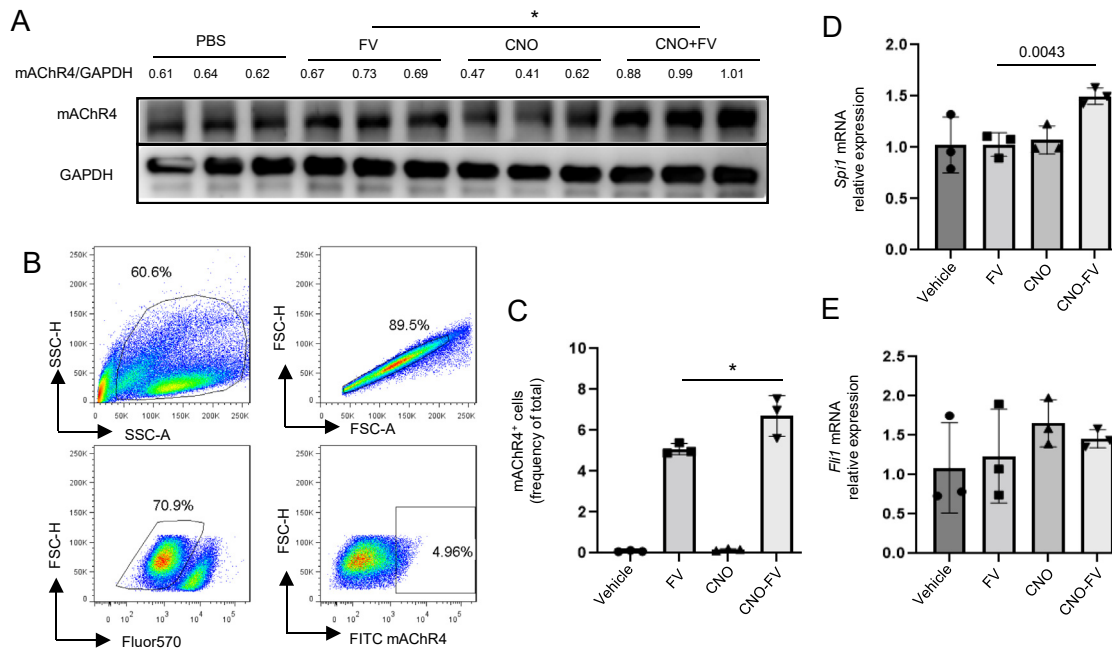 A
*
PBS
FV
CNO
CNO+FV
mAChR4/GAPDH
0.61 0.64 0.62 0.67 0.73 0.69 0.47 0.41 0.62 0.88 0.99 1.01
mAChR4
GAPDH
B
60.6%
250K
200K
150K
100K
50K
0
0 50K 100K 150K 200K 250K
SSC-H
SSC-A
89.5%
250K
200K
150K
100K
50K
0
50K 100K 150K 200K 250K
FSC-H
FSC-A
70.9%
250K
200K
150K
100K
50K
0
0 10² 10³ 10⁴ 10⁵
FSC-H
Fluor570
4.96%
250K
200K
150K
100K
50K
0
0 10² 10³ 10⁴ 10⁵
FSC-H
FITC mAChR4
C
*
mAChR4⁺ cells
(frequency of total)
10
8
6
4
2
0
Vehicle
FV
CNO
CNO-FV
D
0.0043
Spi1 mRNA
relative expression
2.0
1.5
1.0
0.5
0.0
Vehicle
FV
CNO
CNO-FV
E
Fli1 mRNA
relative expression
2.5
2.0
1.5
1.0
0.5
0.0
Vehicle
FV
CNO
CNO-FV